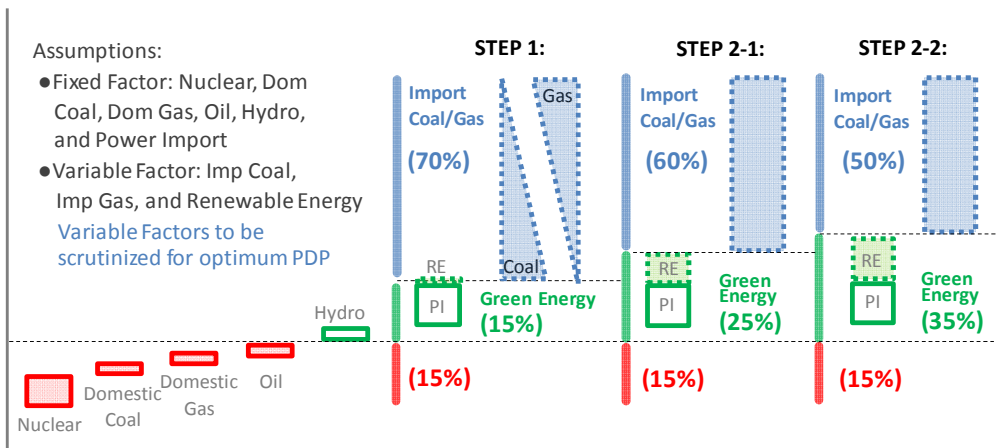 Assumptions:
●Fixed Factor: Nuclear, Dom
Coal, Dom Gas, Oil, Hydro,
and Power Import
●Variable Factor: Imp Coal,
Imp Gas, and Renewable Energy
Variable Factors to be
scrutinized for optimum PDP
Nuclear
Domestic
Coal
Domestic
Gas
Oil
Hydro
STEP 1:
Import
Coal/Gas
(70%)
Gas
Coal
RE
PI
Green Energy
(15%)
(15%)
STEP 2-1:
Import
Coal/Gas
(60%)
RE
PI
Green
Energy
(25%)
(15%)
STEP 2-2:
Import
Coal/Gas
(50%)
RE
PI
Green
Energy
(35%)
(15%)